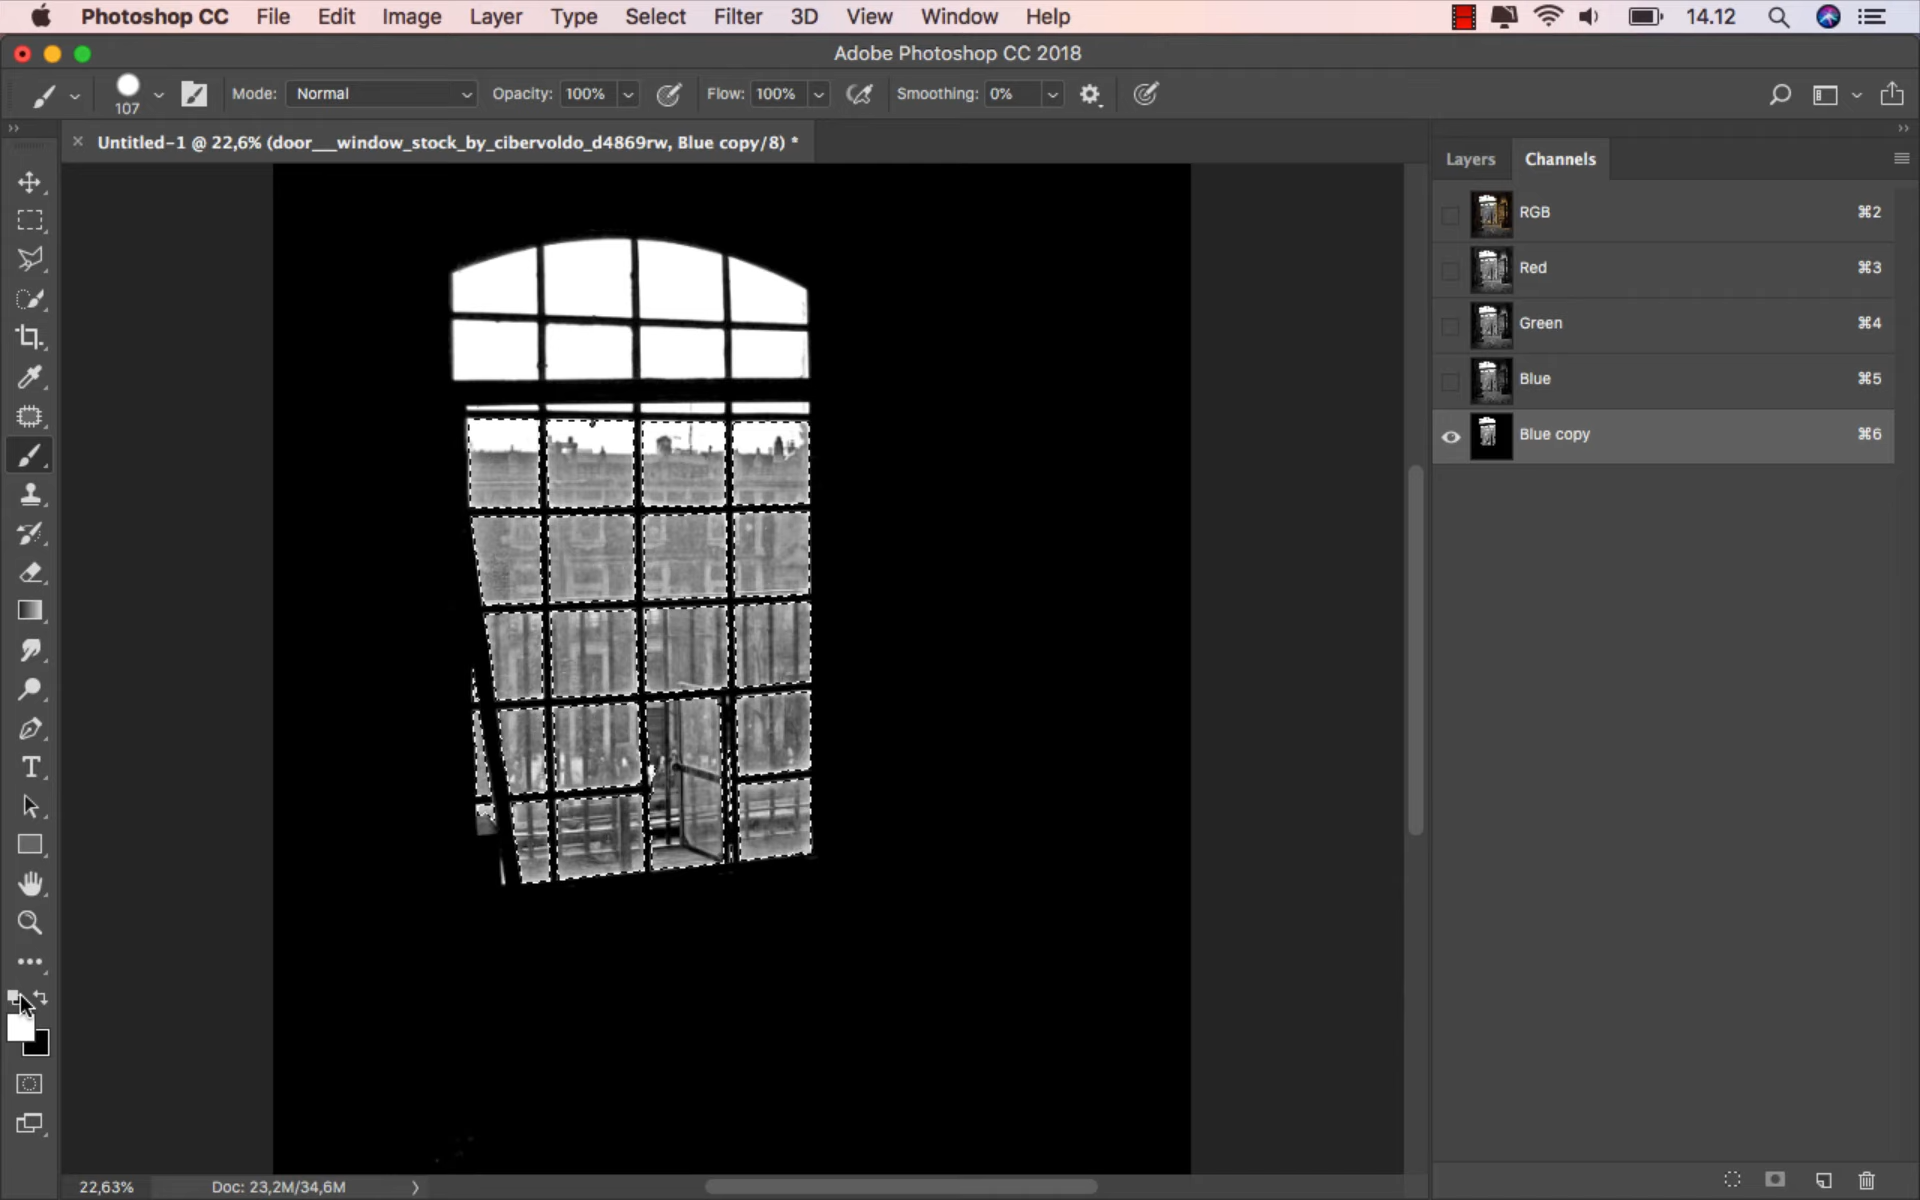 Photoshop CC File Edit Image Layer Type Select Filter 3D View Window Help 14.12
Adobe Photoshop CC 2018
107 Mode: Normal Opacity: 100% Flow: 100% Smoothing: 0%
× Untitled-1 @ 22,6% (door___window_stock_by_cibervoldo_d4869rw, Blue copy/8) *
Layers Channels
RGB ⌘2
Red ⌘3
Green ⌘4
Blue ⌘5
Blue copy ⌘6
22,63% Doc: 23,2M/34,6M